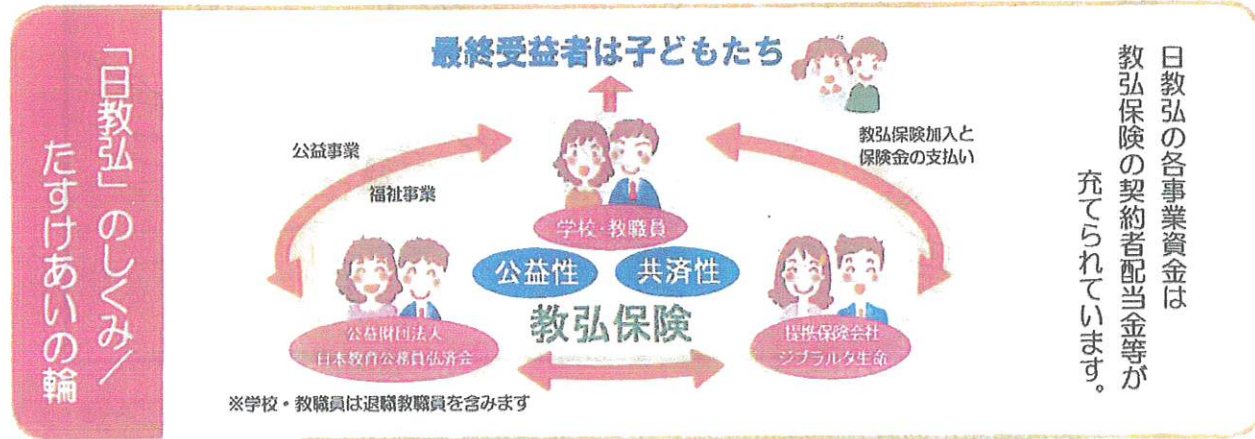 「日教弘」のしくみ/
たすけあいの輪
最終受益者は子どもたち
公益事業
福祉事業
教弘保険加入と
保険金の支払い
学校・教職員
公益性
共済性
教弘保険
公益財団法人
日本教育公務員弘済会
提携保険会社
ジブラルタ生命
※学校・教職員は退職教職員を含みます
日教弘の各事業資金は
教弘保険の契約者配当金等が
充てられています。